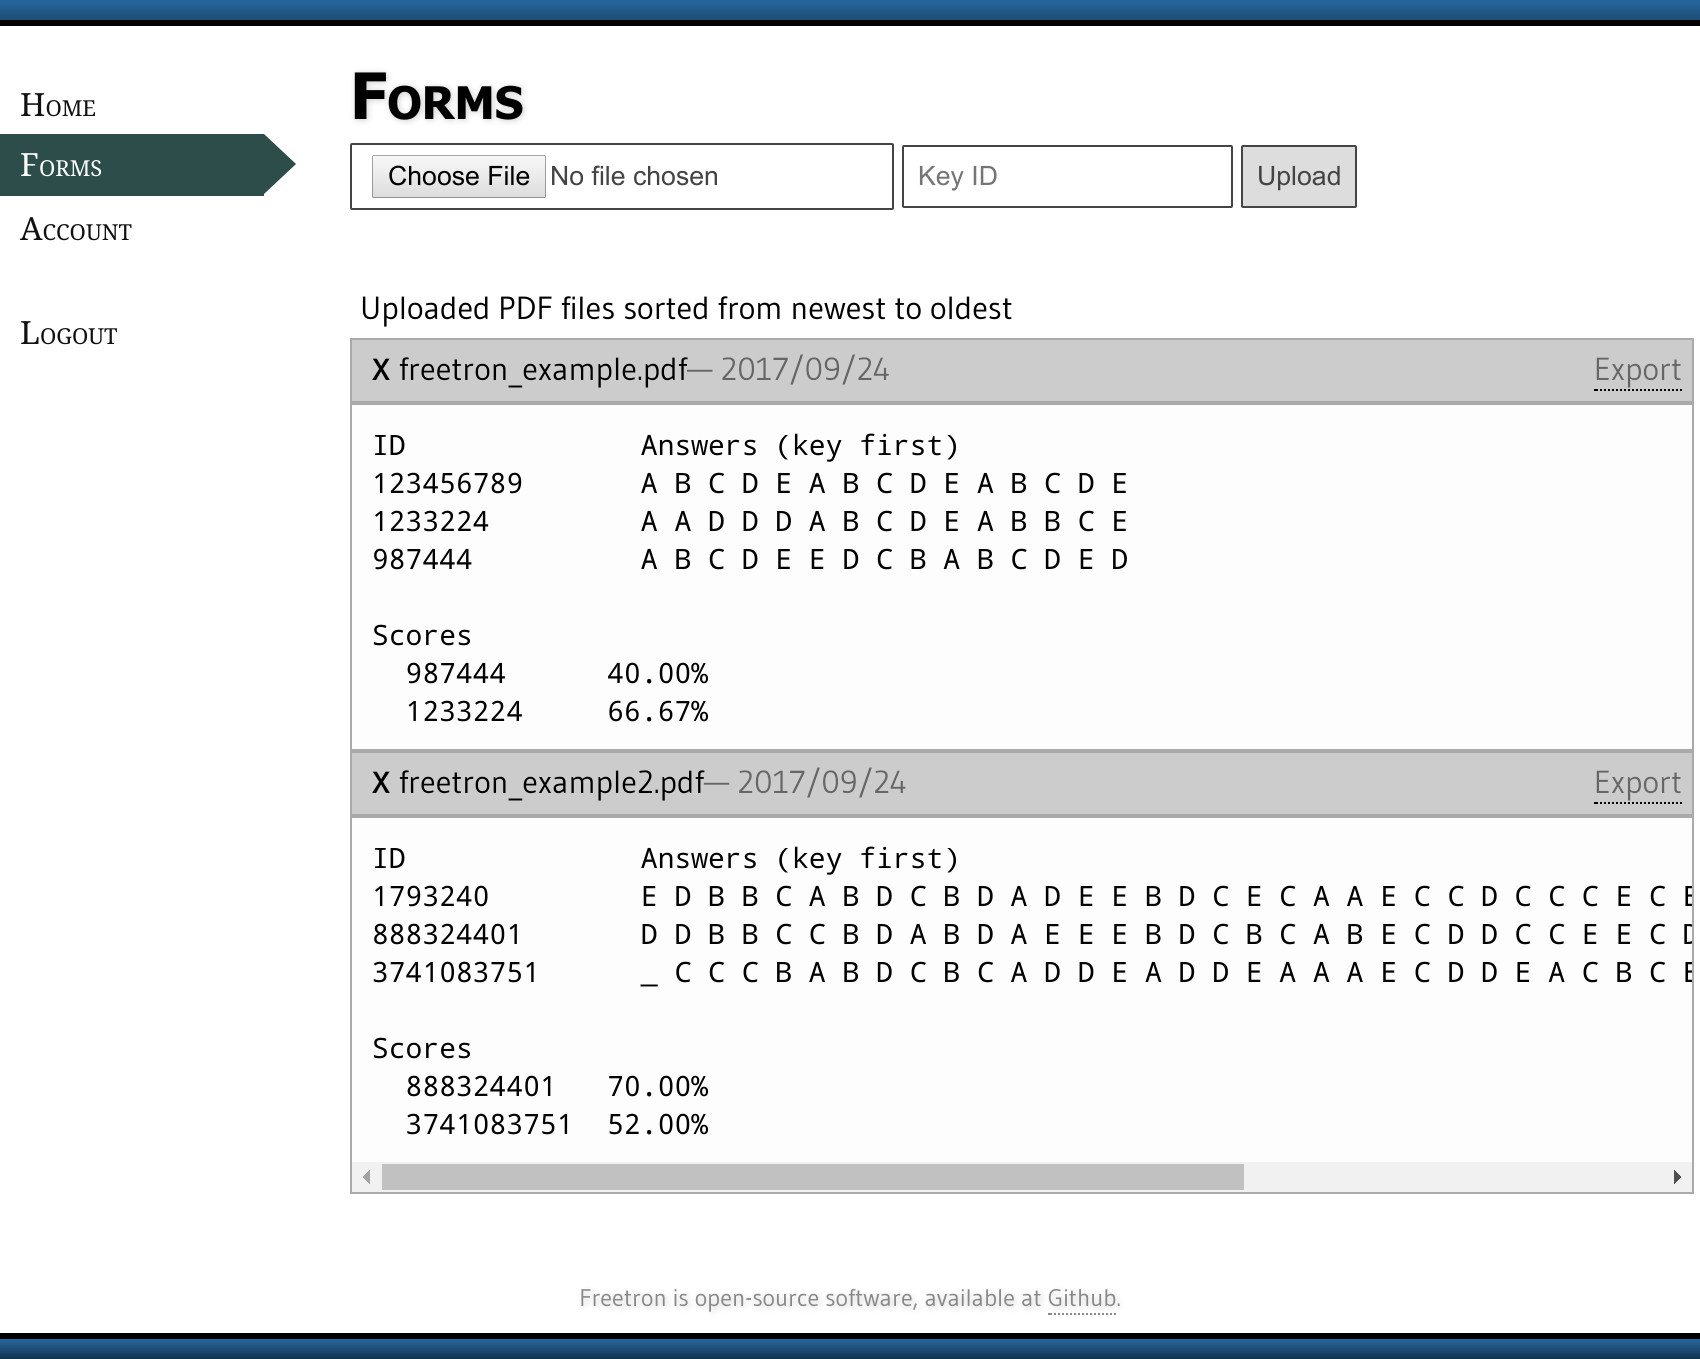 Home
Forms
Account
Logout
Forms
Choose File No file chosen Key ID Upload
Uploaded PDF files sorted from newest to oldest
X freetron_example.pdf— 2017/09/24 Export
ID Answers (key first)
123456789 A B C D E A B C D E A B C D E
1233224 A A D D D A B C D E A B B C E
987444 A B C D E E D C B A B C D E D
Scores
987444 40.00%
1233224 66.67%
X freetron_example2.pdf— 2017/09/24 Export
ID Answers (key first)
1793240 E D B B C A B D C B D A D E E B D C E C A A E C C D C C C E C
888324401 D D B B C C B D A B D A E E E B D C B C A B E C D D C C E E C
3741083751 _ C C C B A B D C B C A D D E A D D E A A A E C D D E A C B C
Scores
888324401 70.00%
3741083751 52.00%
Freetron is open-source software, available at Github.